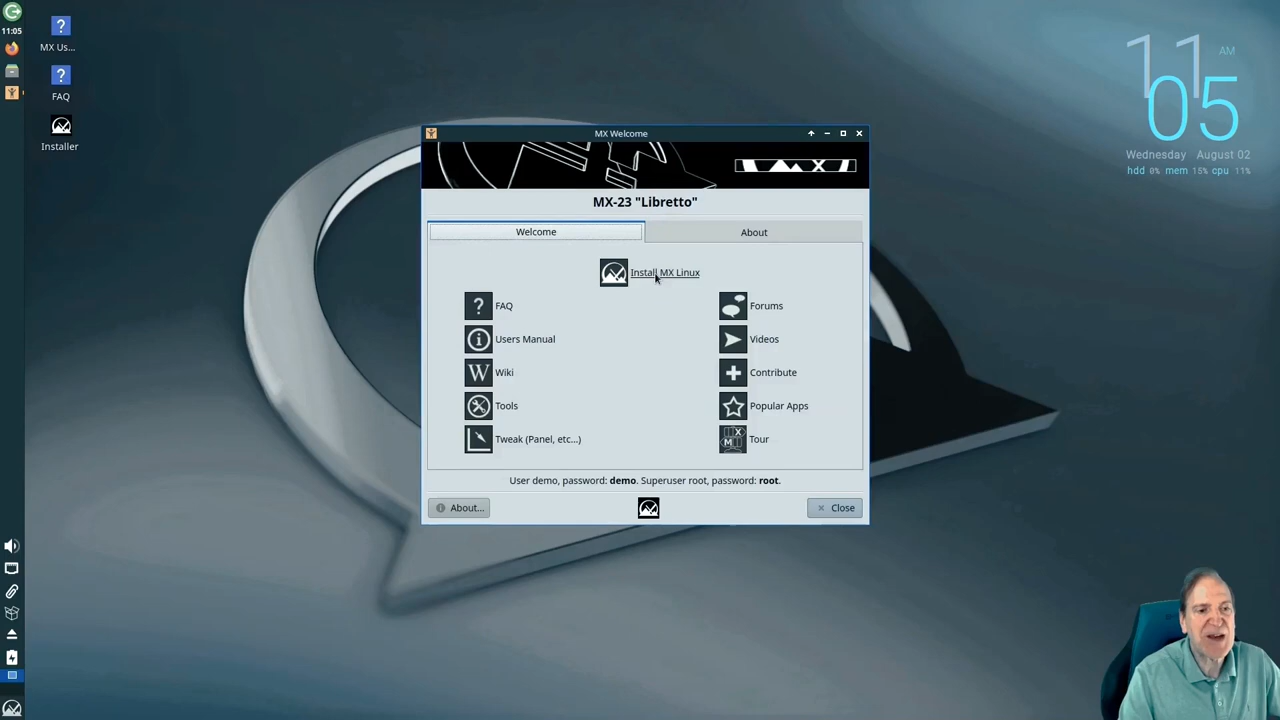 11:05
MX Us...
FAQ
Installer
11 AM
05
Wednesday August 02
hdd 0% mem 15% cpu 11%
MX Welcome
MX
MX-23 "Libretto"
Welcome
About
Install MX Linux
FAQ
Forums
Users Manual
Videos
Wiki
Contribute
Tools
Popular Apps
Tweak (Panel, etc...)
Tour
User demo, password: demo. Superuser root, password: root.
About...
Close